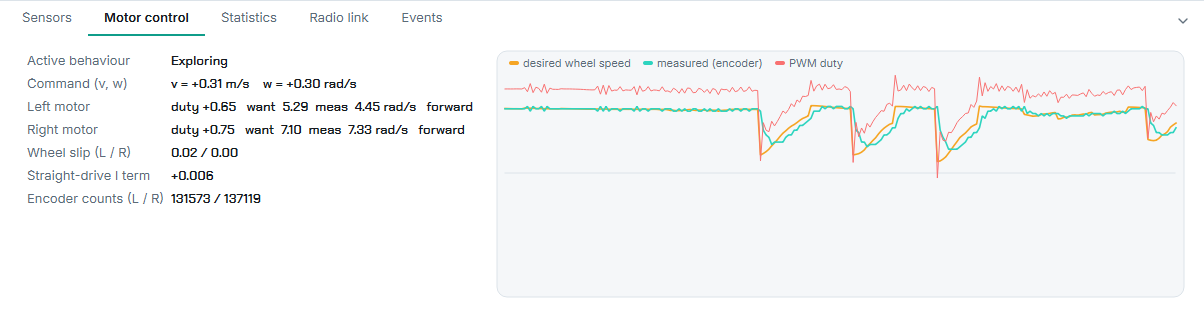 Sensors Motor control Statistics Radio link Events
desired wheel speed measured (encoder) PWM duty
Active behaviour Exploring
Command (v, w) v = +0.31 m/s w = +0.30 rad/s
Left motor duty +0.65 want 5.29 meas 4.45 rad/s forward
Right motor duty +0.75 want 7.10 meas 7.33 rad/s forward
Wheel slip (L / R) 0.02 / 0.00
Straight-drive I term +0.006
Encoder counts (L / R) 131573 / 137119